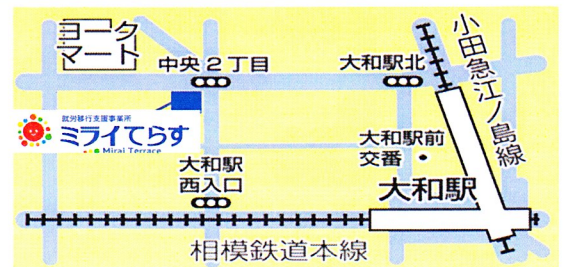 ヨークマート
中央2丁目
大和駅北
小田急江ノ島線
就労移行支援事業所
ミライてらす
Mirai Terrace
大和駅前
交番
大和駅
西入口
大和駅
相模鉄道本線